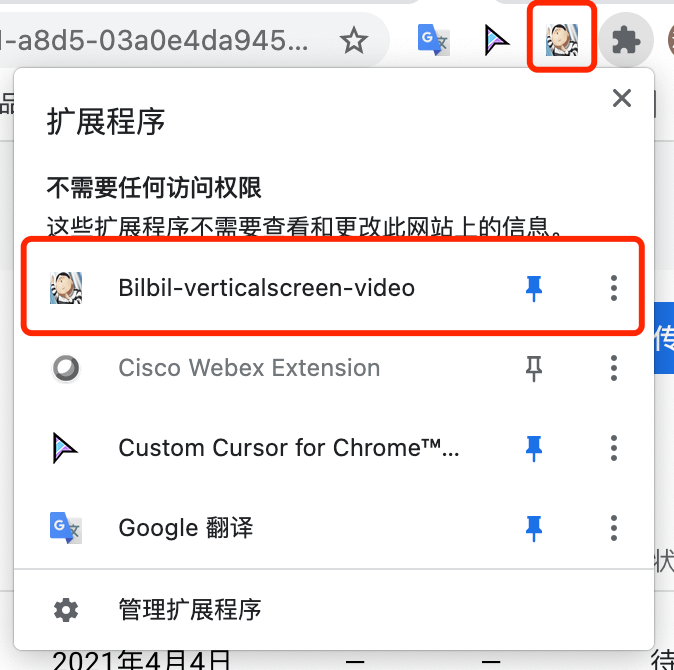 l-a8d5-03a0e4da945...
扩展程序
不需要任何访问权限
这些扩展程序不需要查看和更改此网站上的信息。
Bilbil-verticalscreen-video
Cisco Webex Extension
Custom Cursor for Chrome™...
Google 翻译
管理扩展程序
2021年4月4日 — —